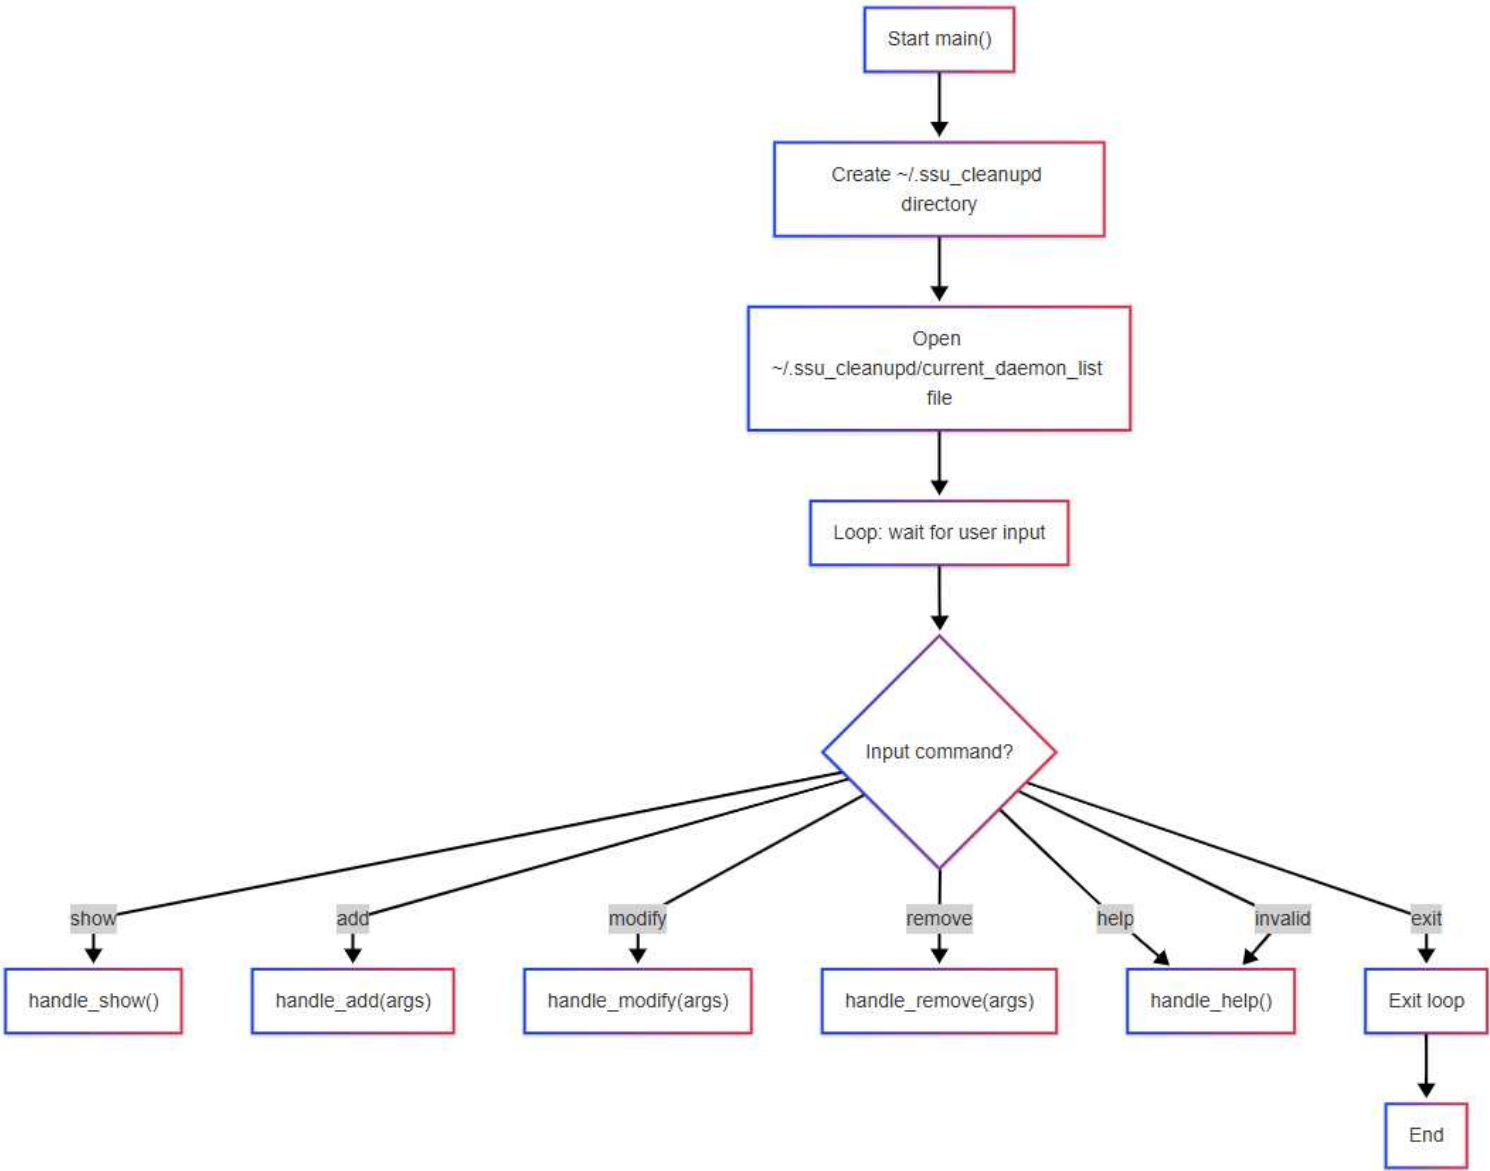 Start main()
Create ~/.ssu_cleanupd
directory
Open
~/.ssu_cleanupd/current_daemon_list
file
Loop: wait for user input
Input command?
show
add
modify
remove
help
invalid
exit
handle_show()
handle_add(args)
handle_modify(args)
handle_remove(args)
handle_help()
Exit loop
End